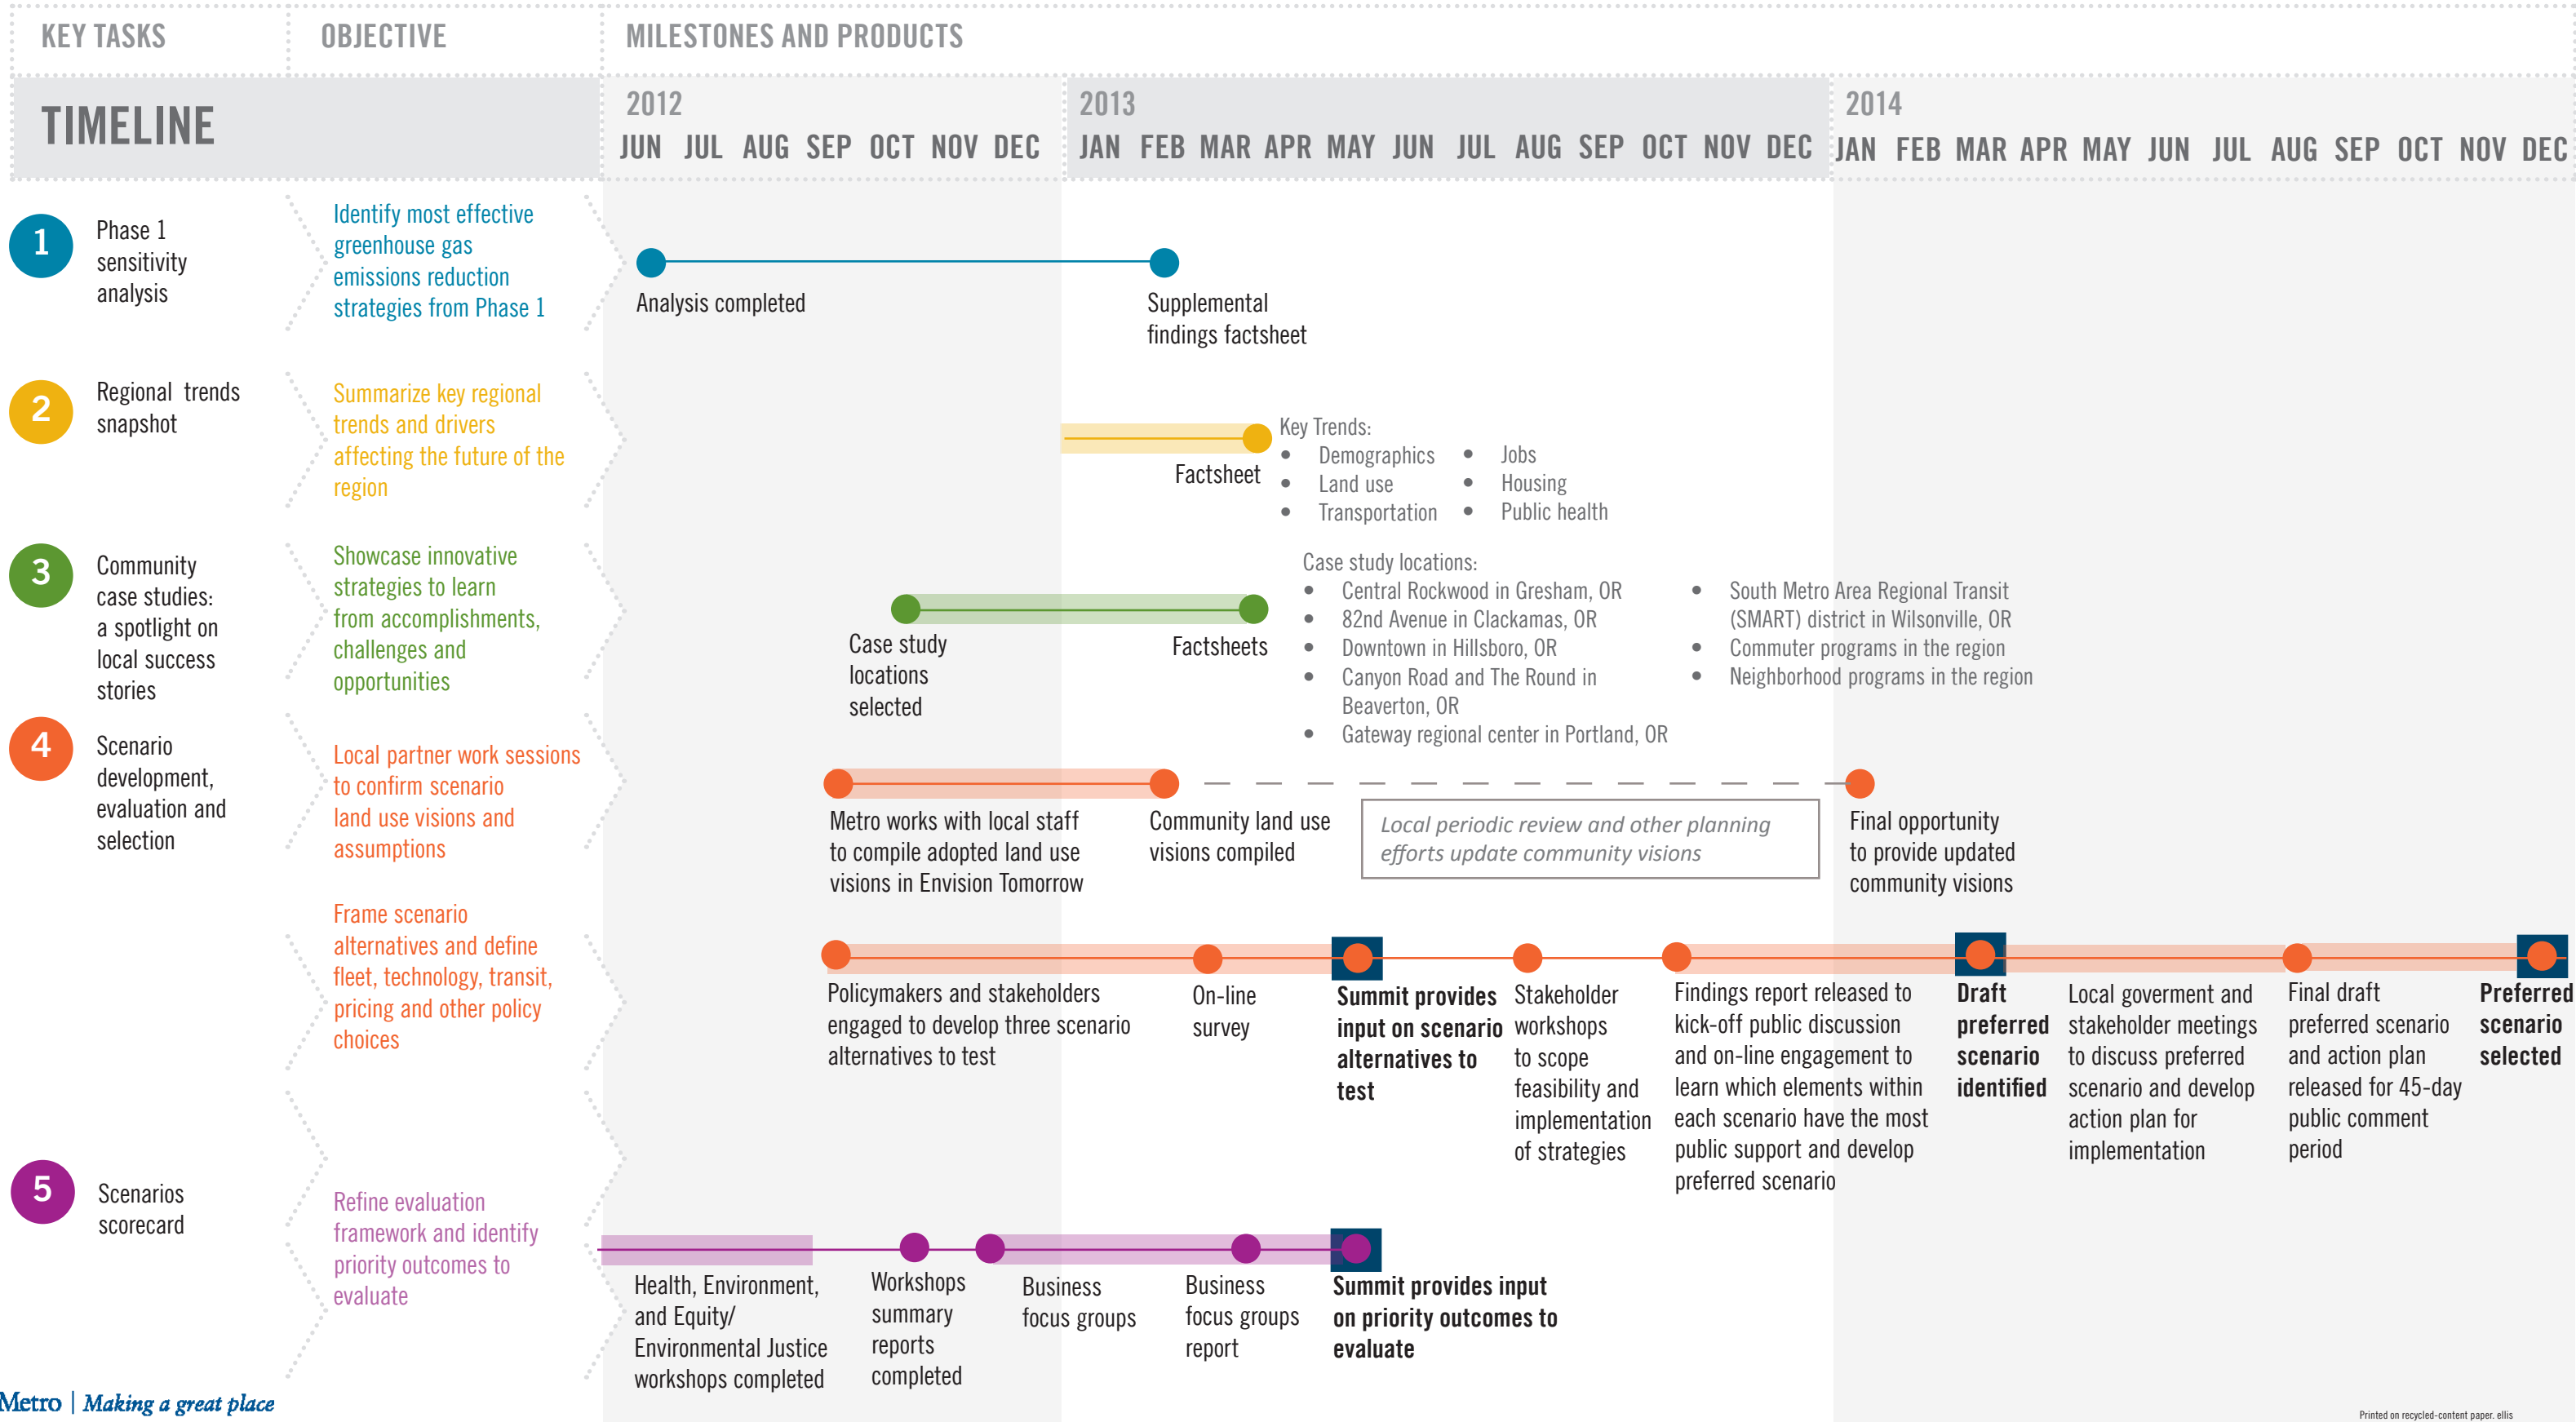 KEY TASKS
OBJECTIVE
MILESTONES AND PRODUCTS
TIMELINE
2012
2013
2014
JUN JUL AUG SEP OCT NOV DEC
JAN FEB MAR APR MAY JUN JUL AUG SEP OCT NOV DEC
JAN FEB MAR APR MAY JUN JUL AUG SEP OCT NOV DEC
1
Phase 1
sensitivity
analysis
Identify most effective
greenhouse gas
emissions reduction
strategies from Phase 1
Analysis completed
Supplemental
findings factsheet
2
Regional trends
snapshot
Summarize key regional
trends and drivers
affecting the future of the
region
Factsheet
Key Trends:
• Demographics
• Land use
• Transportation
• Jobs
• Housing
• Public health
3
Community
case studies:
a spotlight on
local success
stories
Showcase innovative
strategies to learn
from accomplishments,
challenges and
opportunities
Case study
locations
selected
Factsheets
Case study locations:
• Central Rockwood in Gresham, OR
• 82nd Avenue in Clackamas, OR
• Downtown in Hillsboro, OR
• Canyon Road and The Round in
Beaverton, OR
• Gateway regional center in Portland, OR
• South Metro Area Regional Transit
(SMART) district in Wilsonville, OR
• Commuter programs in the region
• Neighborhood programs in the region
4
Scenario
development,
evaluation and
selection
Local partner work sessions
to confirm scenario
land use visions and
assumptions
Metro works with local staff
to compile adopted land use
visions in Envision Tomorrow
Community land use
visions compiled
Local periodic review and other planning
efforts update community visions
Final opportunity
to provide updated
community visions
Frame scenario
alternatives and define
fleet, technology, transit,
pricing and other policy
choices
Policymakers and stakeholders
engaged to develop three scenario
alternatives to test
On-line
survey
Summit provides
input on scenario
alternatives to
test
Stakeholder
workshops
to scope
feasibility and
implementation
of strategies
Findings report released to
kick-off public discussion
and on-line engagement to
learn which elements within
each scenario have the most
public support and develop
preferred scenario
Draft
preferred
scenario
identified
Local goverment and
stakeholder meetings
to discuss preferred
scenario and develop
action plan for
implementation
Final draft
preferred scenario
and action plan
released for 45-day
public comment
period
Preferred
scenario
selected
5
Scenarios
scorecard
Refine evaluation
framework and identify
priority outcomes to
evaluate
Health, Environment,
and Equity/
Environmental Justice
workshops completed
Workshops
summary
reports
completed
Business
focus groups
Business
focus groups
report
Summit provides input
on priority outcomes to
evaluate
Metro | Making a great place
Printed on recycled-content paper. ellis